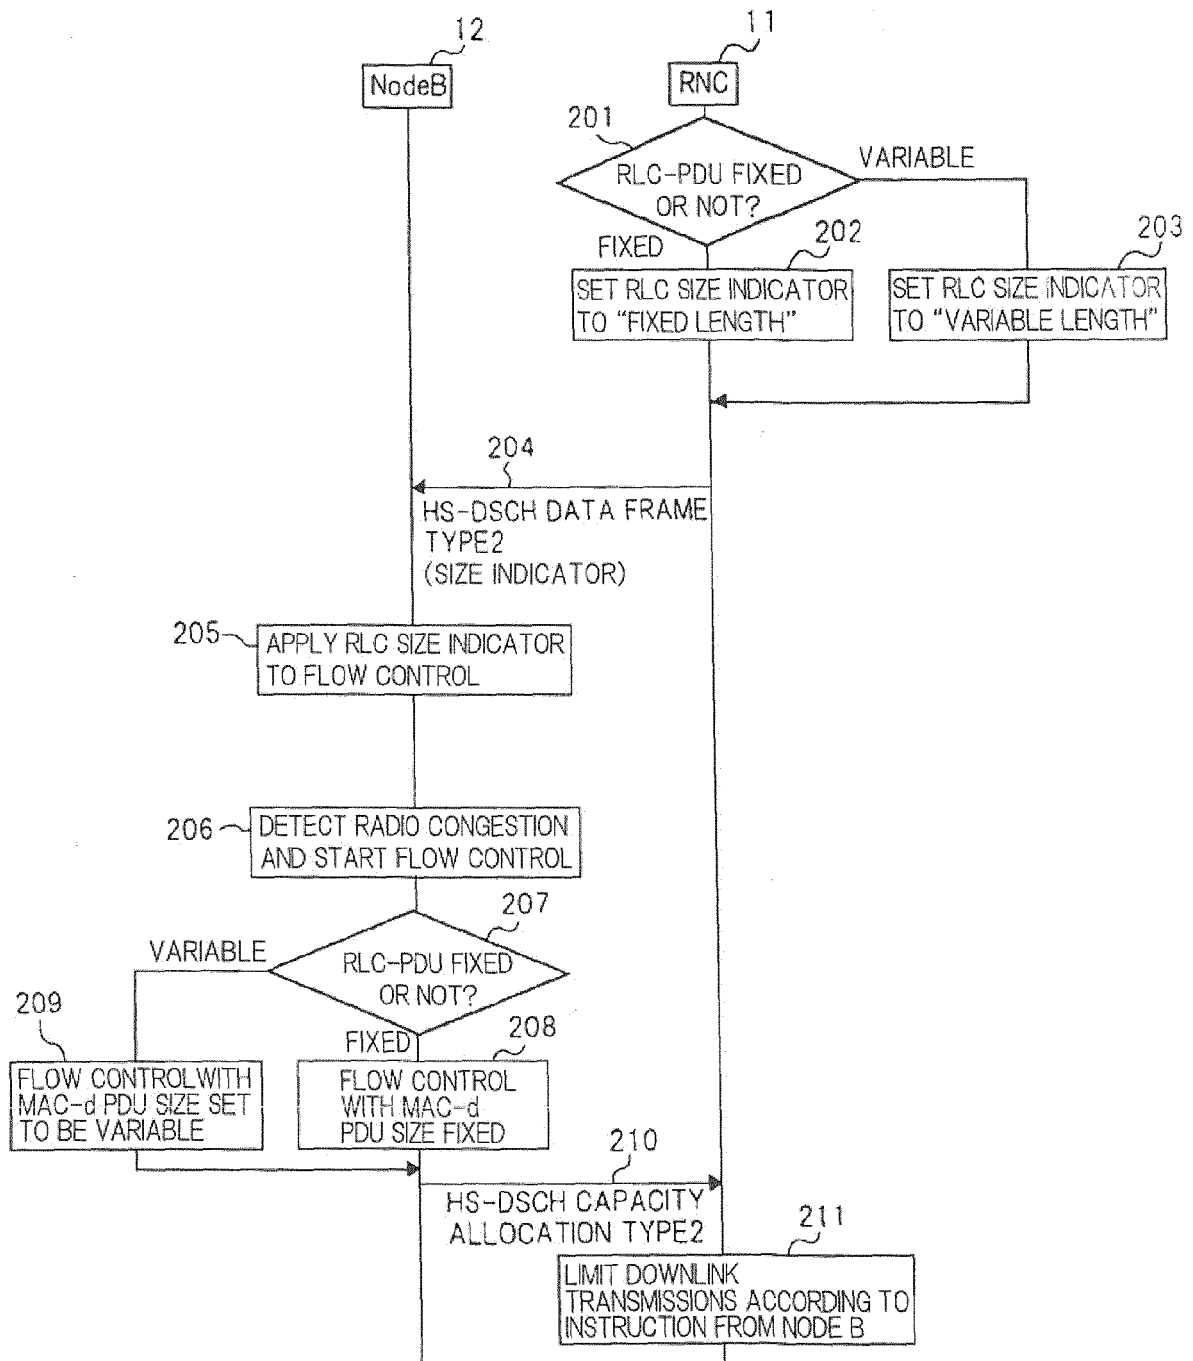 12
11
NodeB
RNC
201
RLC-PDU FIXED
OR NOT?
VARIABLE
FIXED
202
203
SET RLC SIZE INDICATOR
TO "FIXED LENGTH"
SET RLC SIZE INDICATOR
TO "VARIABLE LENGTH"
204
HS-DSCH DATA FRAME
TYPE2
(SIZE INDICATOR)
205
APPLY RLC SIZE INDICATOR
TO FLOW CONTROL
206
DETECT RADIO CONGESTION
AND START FLOW CONTROL
207
VARIABLE
RLC-PDU FIXED
OR NOT?
209
FIXED
208
FLOW CONTROL WITH
MAC-d PDU SIZE SET
TO BE VARIABLE
FLOW CONTROL
WITH MAC-d
PDU SIZE FIXED
210
HS-DSCH CAPACITY
ALLOCATION TYPE2
211
LIMIT DOWNLINK
TRANSMISSIONS ACCORDING TO
INSTRUCTION FROM NODE B